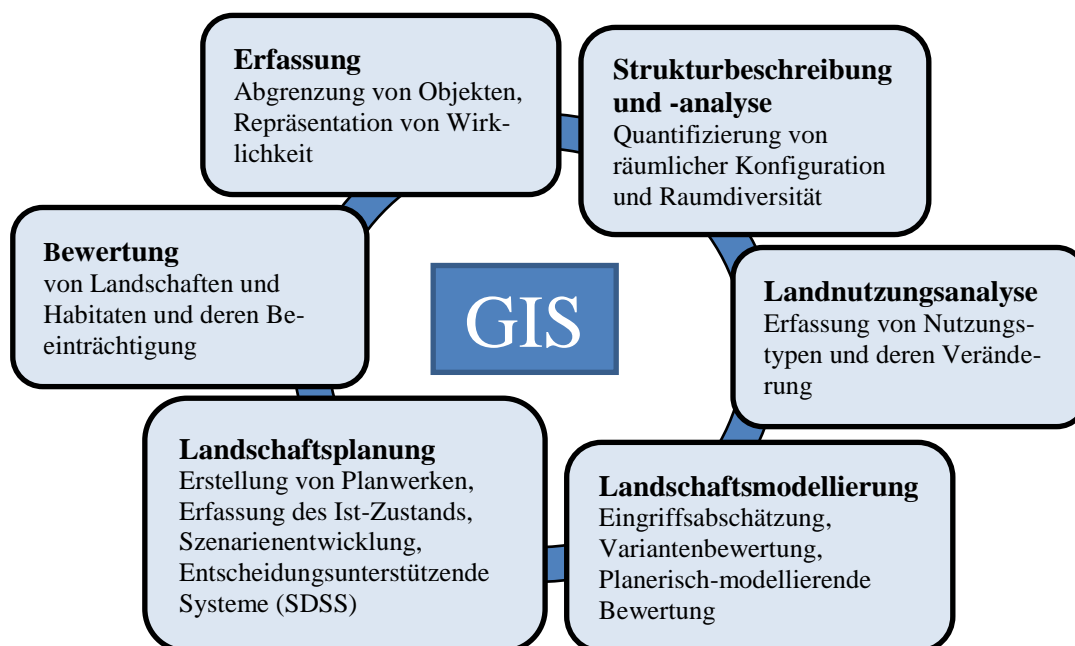 Erfassung
Abgrenzung von Objekten,
Repräsentation von Wirk-
lichkeit
Strukturbeschreibung
und -analyse
Quantifizierung von
räumlicher Konfiguration
und Raumdiversität
Bewertung
von Landschaften und
Habitaten und deren Be-
einträchtigung
GIS
Landnutzungsanalyse
Erfassung von Nutzungs-
typen und deren Verände-
rung
Landschaftsplanung
Erstellung von Planwerken,
Erfassung des Ist-Zustands,
Szenarienentwicklung,
Entscheidungsunterstützende
Systeme (SDSS)
Landschaftsmodellierung
Eingriffsabschätzung,
Variantenbewertung,
Planerisch-modellierende
Bewertung